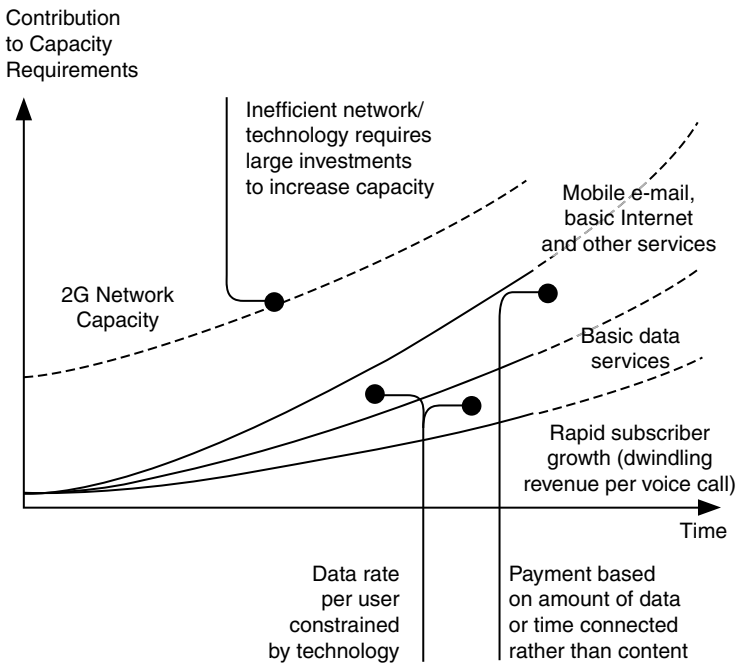 Contribution
to Capacity
Requirements
Inefficient network/
technology requires
large investments
to increase capacity
Mobile e-mail,
basic Internet
and other services
2G Network
Capacity
Basic data
services
Rapid subscriber
growth (dwindling
revenue per voice call)
Time
Data rate
per user
constrained
by technology
Payment based
on amount of data
or time connected
rather than content